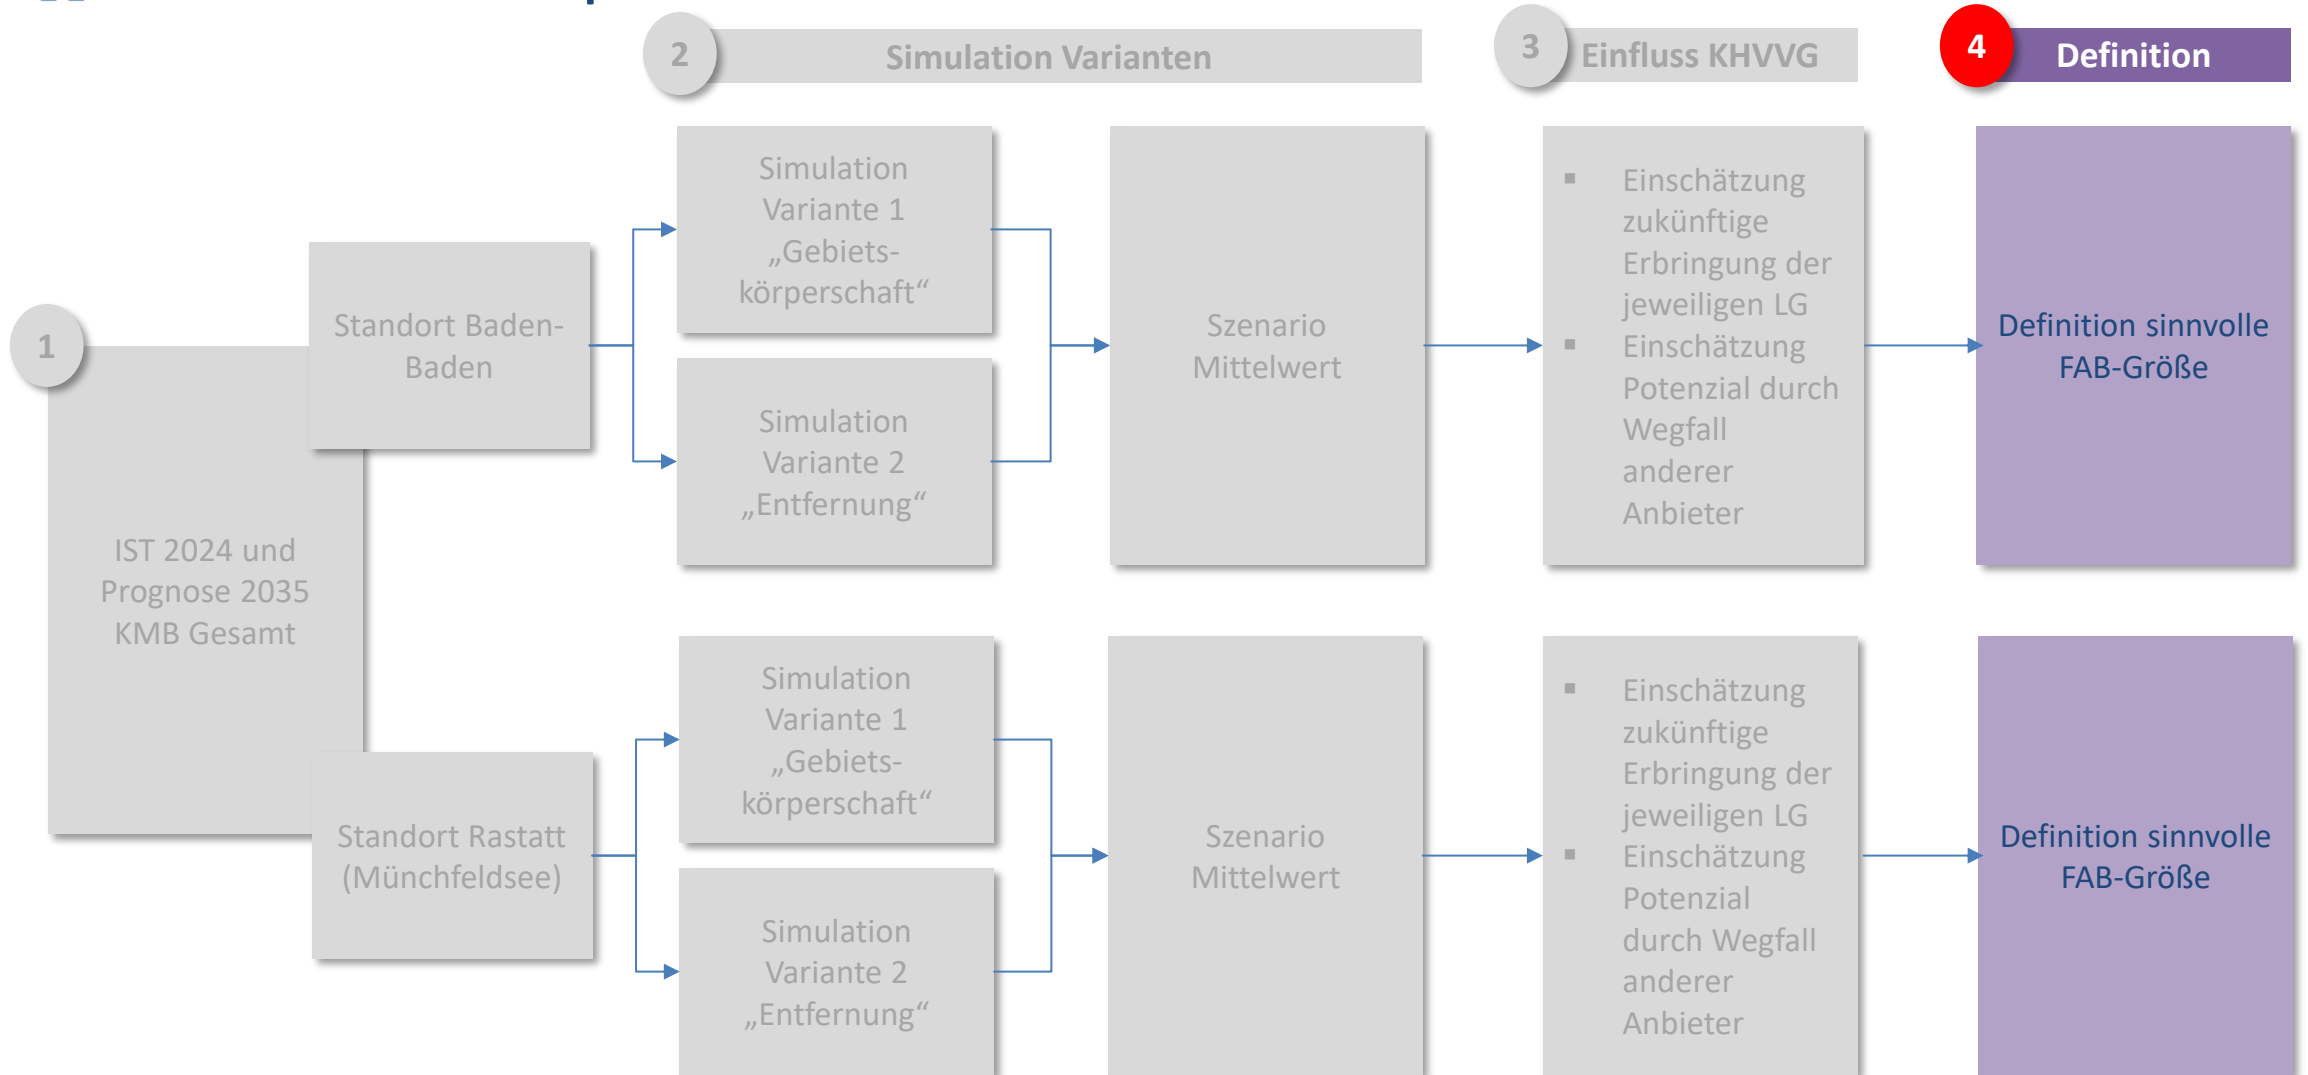 2
Simulation Varianten
3
Einfluss KHVVG
4
Definition
1
IST 2024 und
Prognose 2035
KMB Gesamt
Standort Baden-
Baden
Simulation
Variante 1
„Gebiets-
körperschaft“
Simulation
Variante 2
„Entfernung“
Szenario
Mittelwert
▪ Einschätzung
zukünftige
Erbringung der
jeweiligen LG
▪ Einschätzung
Potenzial durch
Wegfall
anderer
Anbieter
Definition sinnvolle
FAB-Größe
Standort Rastatt
(Münchfeldsee)
Simulation
Variante 1
„Gebiets-
körperschaft“
Simulation
Variante 2
„Entfernung“
Szenario
Mittelwert
▪ Einschätzung
zukünftige
Erbringung der
jeweiligen LG
▪ Einschätzung
Potenzial
durch Wegfall
anderer
Anbieter
Definition sinnvolle
FAB-Größe